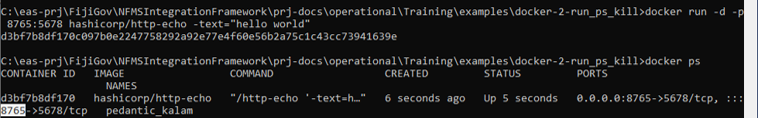 C:\eas-prj\FijiGov\NFMSIntegrationFramework\prj-docs\operational\Training\examples\docker-2-run_ps_kill>docker run -d -p
 8765:5678 hashicorp/http-echo -text="hello world"
d3bf7b8df170c097b0e2247758292a92e77e4f60e56b2a75c1c43cc73941639e
C:\eas-prj\FijiGov\NFMSIntegrationFramework\prj-docs\operational\Training\examples\docker-2-run_ps_kill>docker ps
CONTAINER ID   IMAGE                 COMMAND                  CREATED         STATUS         PORTS
               NAMES
d3bf7b8df170   hashicorp/http-echo   "/http-echo '-text=h…"   6 seconds ago   Up 5 seconds   0.0.0.0:8765->5678/tcp, :::
8765->5678/tcp   pedantic_kalam